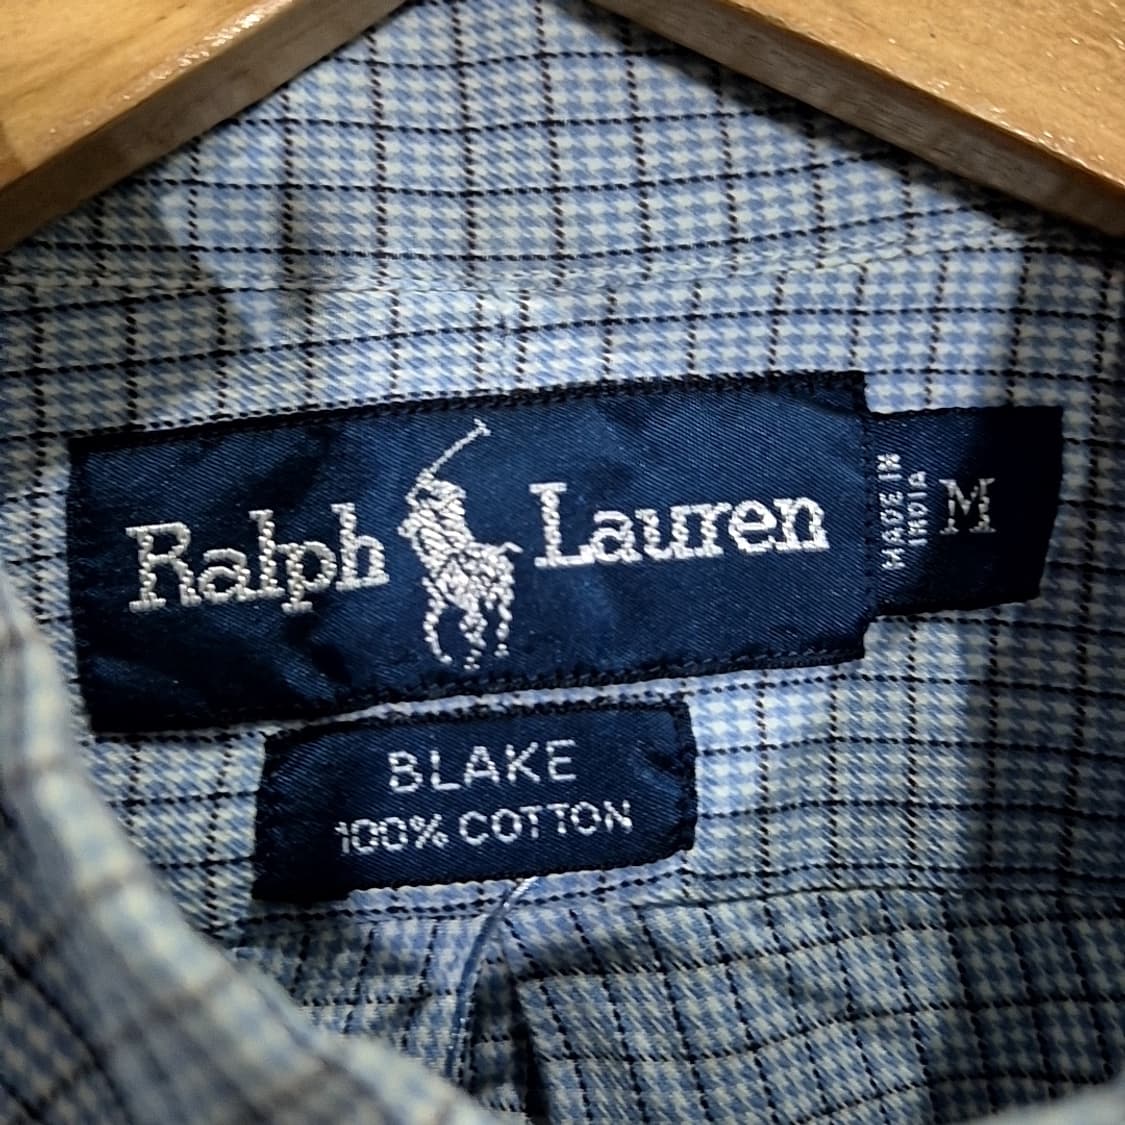 Ralph Lauren
MADE IN
INDIA
M
BLAKE
100% COTTON